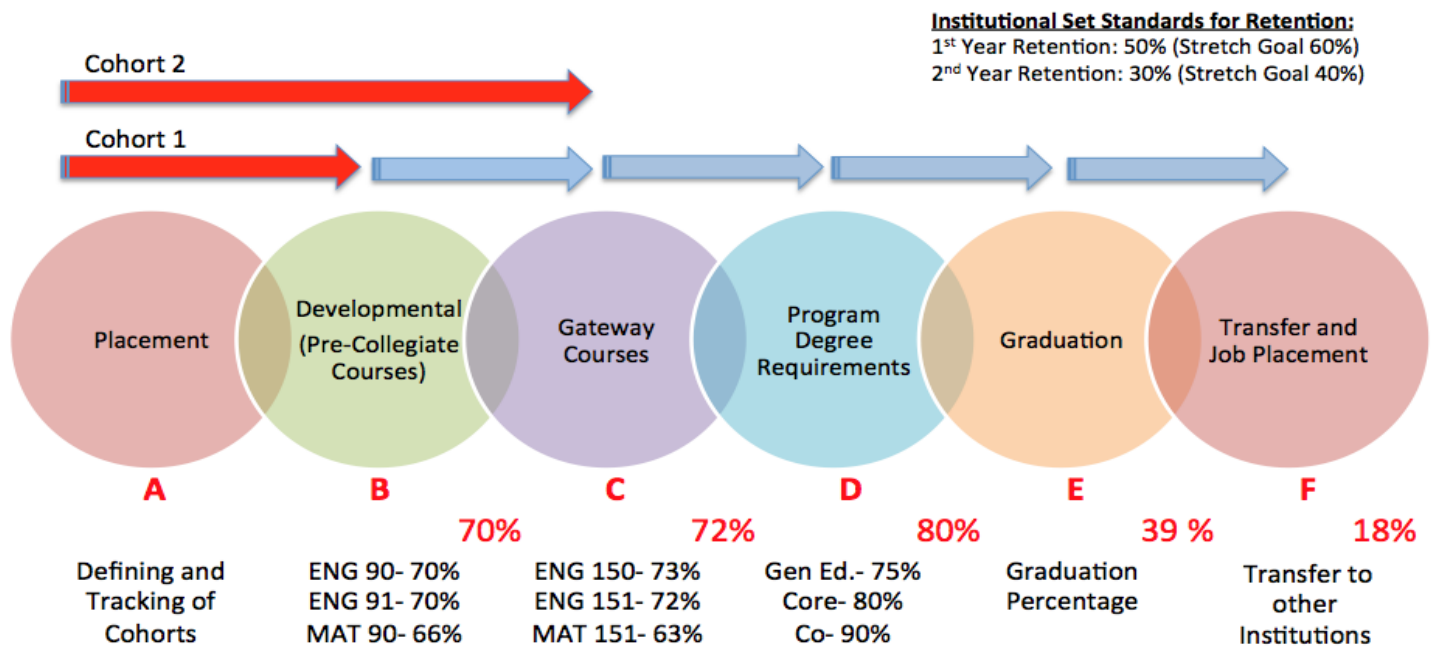 Institutional Set Standards for Retention:
1st Year Retention: 50% (Stretch Goal 60%)
2nd Year Retention: 30% (Stretch Goal 40%)
Cohort 2
Cohort 1
Placement
Developmental
(Pre-Collegiate
Courses)
Gateway
Courses
Program
Degree
Requirements
Graduation
Transfer and
Job Placement
A
B
C
D
E
F
70%
72%
80%
39 %
18%
Defining and
Tracking of
Cohorts
ENG 90- 70%
ENG 91- 70%
MAT 90- 66%
ENG 150- 73%
ENG 151- 72%
MAT 151- 63%
Gen Ed.- 75%
Core- 80%
Co- 90%
Graduation
Percentage
Transfer to
other
Institutions